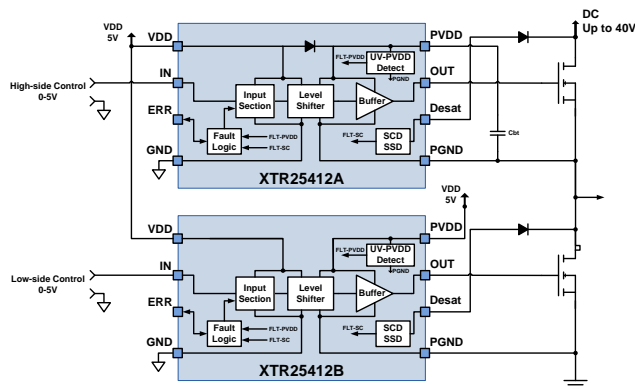 VDD
5V
DC
Up to 40V
VDD
PVDD
FLT-PVDD
UV-PVDD
Detect
PGND
IN
OUT
High-side Control
0-5V
Input
Section
Level
Shifter
Buffer
ERR
Desat
Fault
Logic
FLT-PVDD
FLT-SC
FLT-SC
SCD
SSD
Cbt
GND
PGND
XTR25412A
VDD
5V
VDD
PVDD
FLT-PVDD
UV-PVDD
Detect
PGND
IN
OUT
Low-side Control
0-5V
Input
Section
Level
Shifter
Buffer
ERR
Desat
Fault
Logic
FLT-PVDD
FLT-SC
FLT-SC
SCD
SSD
GND
PGND
XTR25412B